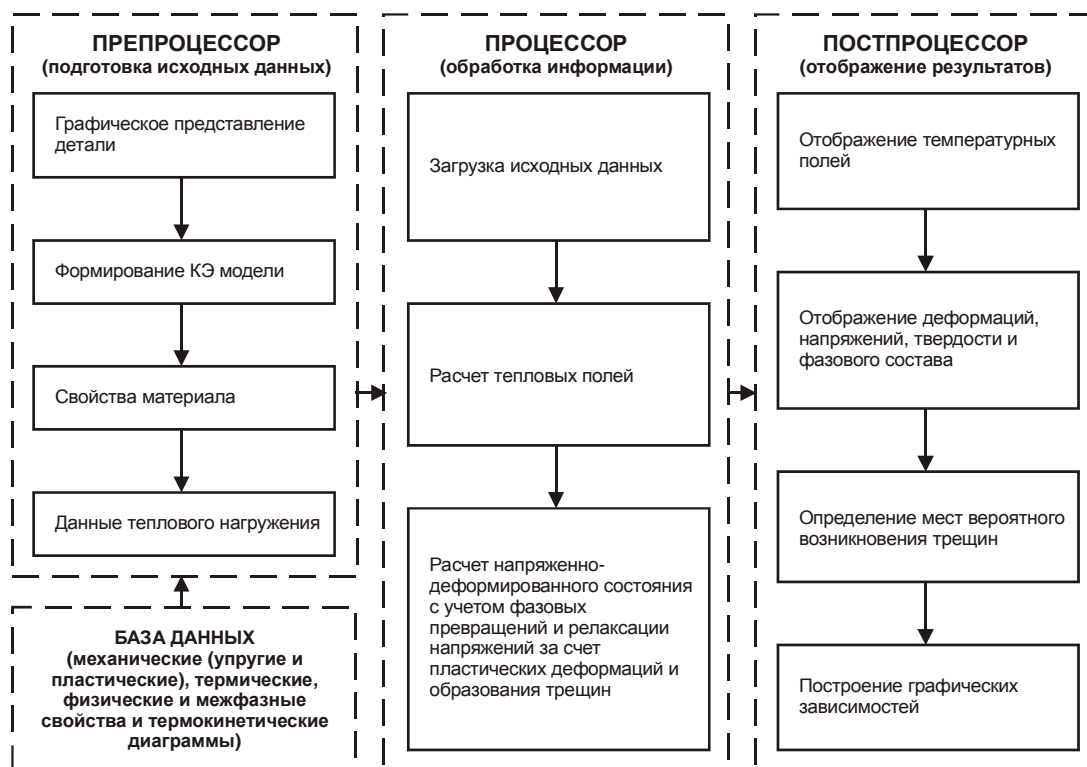 ПРЕПРОЦЕССОР
(подготовка исходных данных)
Графическое представление
детали
Формирование КЭ модели
Свойства материала
Данные теплового нагружения
БАЗА ДАННЫХ
(механические (упругие и
пластические), термические,
физические и межфазные
свойства и термокинетические
диаграммы)
ПРОЦЕССОР
(обработка информации)
Загрузка исходных данных
Расчет тепловых полей
Расчет напряженно-
деформированного состояния
с учетом фазовых
превращений и релаксации
напряжений за счет
пластических деформаций и
образования трещин
ПОСТПРОЦЕССОР
(отображение результатов)
Отображение температурных
полей
Отображение деформаций,
напряжений, твердости и
фазового состава
Определение мест вероятного
возникновения трещин
Построение графических
зависимостей